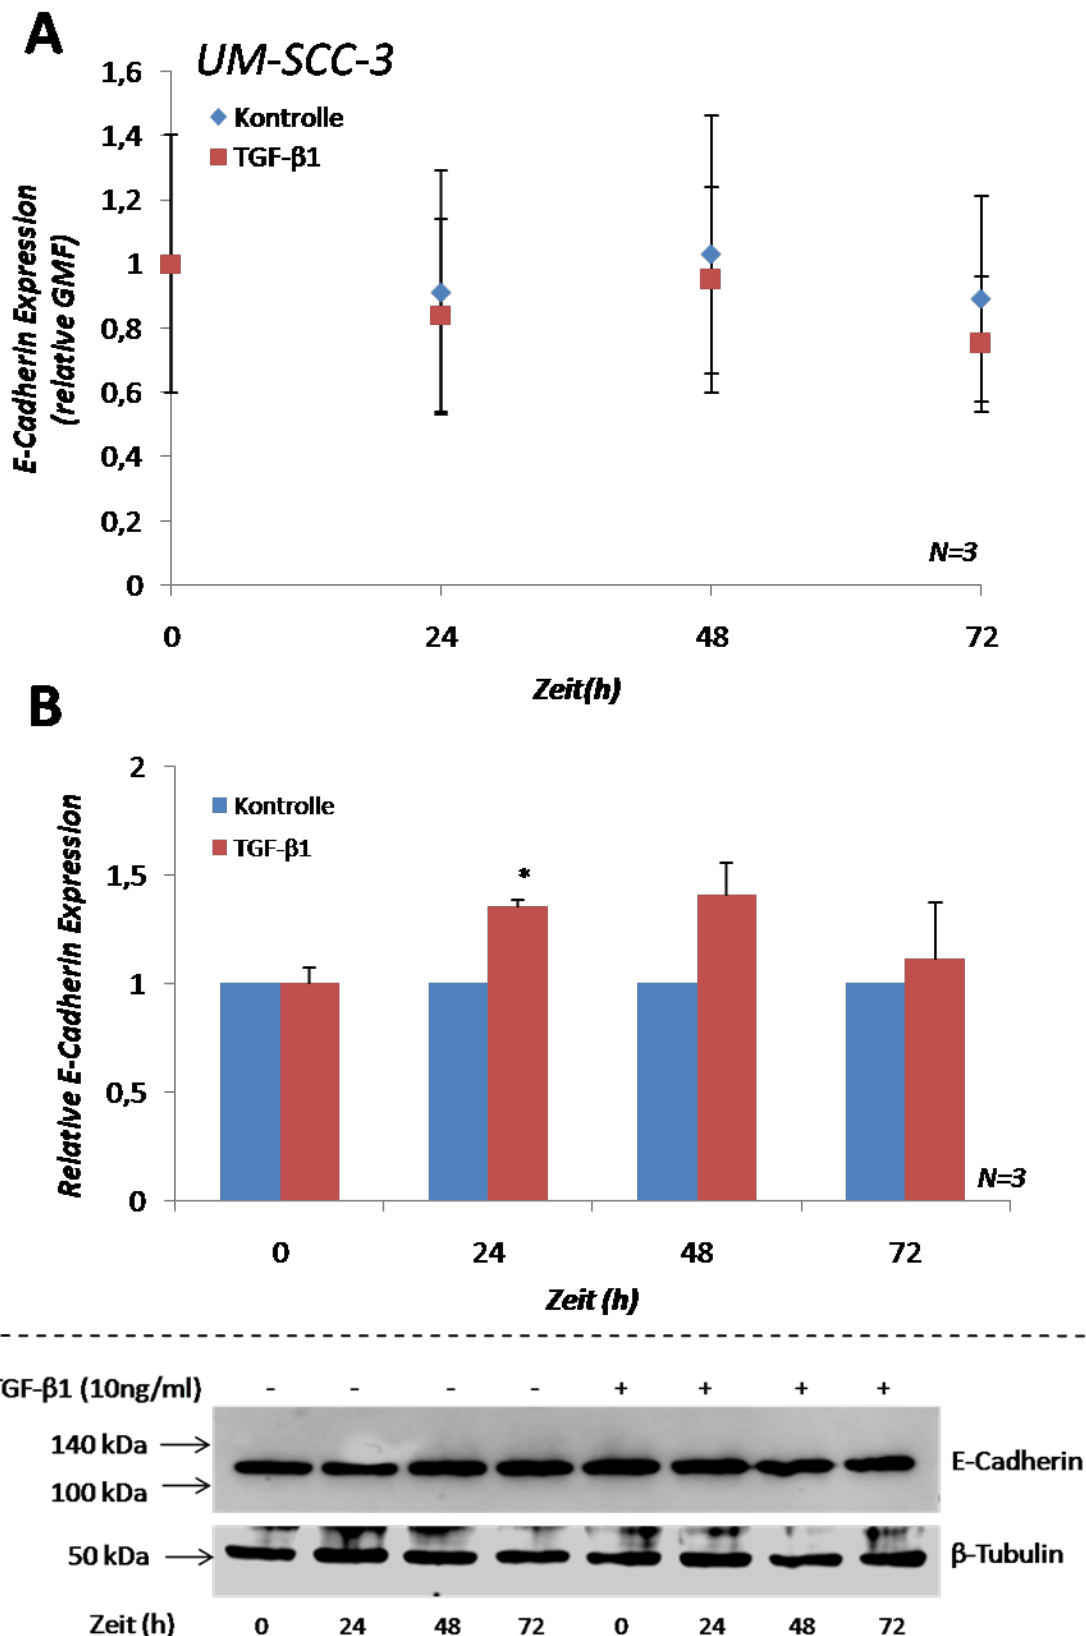 A
UM-SCC-3
Kontrolle
TGF-β1
1,6
1,4
1,2
1
0,8
0,6
0,4
0,2
0
E-Cadherin Expression
(relative GMF)
N=3
0 24 48 72
Zeit(h)
B
Kontrolle
TGF-β1
2
1,5
1
0,5
0
Relative E-Cadherin Expression
*
N=3
0 24 48 72
Zeit (h)
TGF-β1 (10ng/ml) - - - - + + + +
140 kDa
100 kDa
E-Cadherin
50 kDa
β-Tubulin
Zeit (h) 0 24 48 72 0 24 48 72